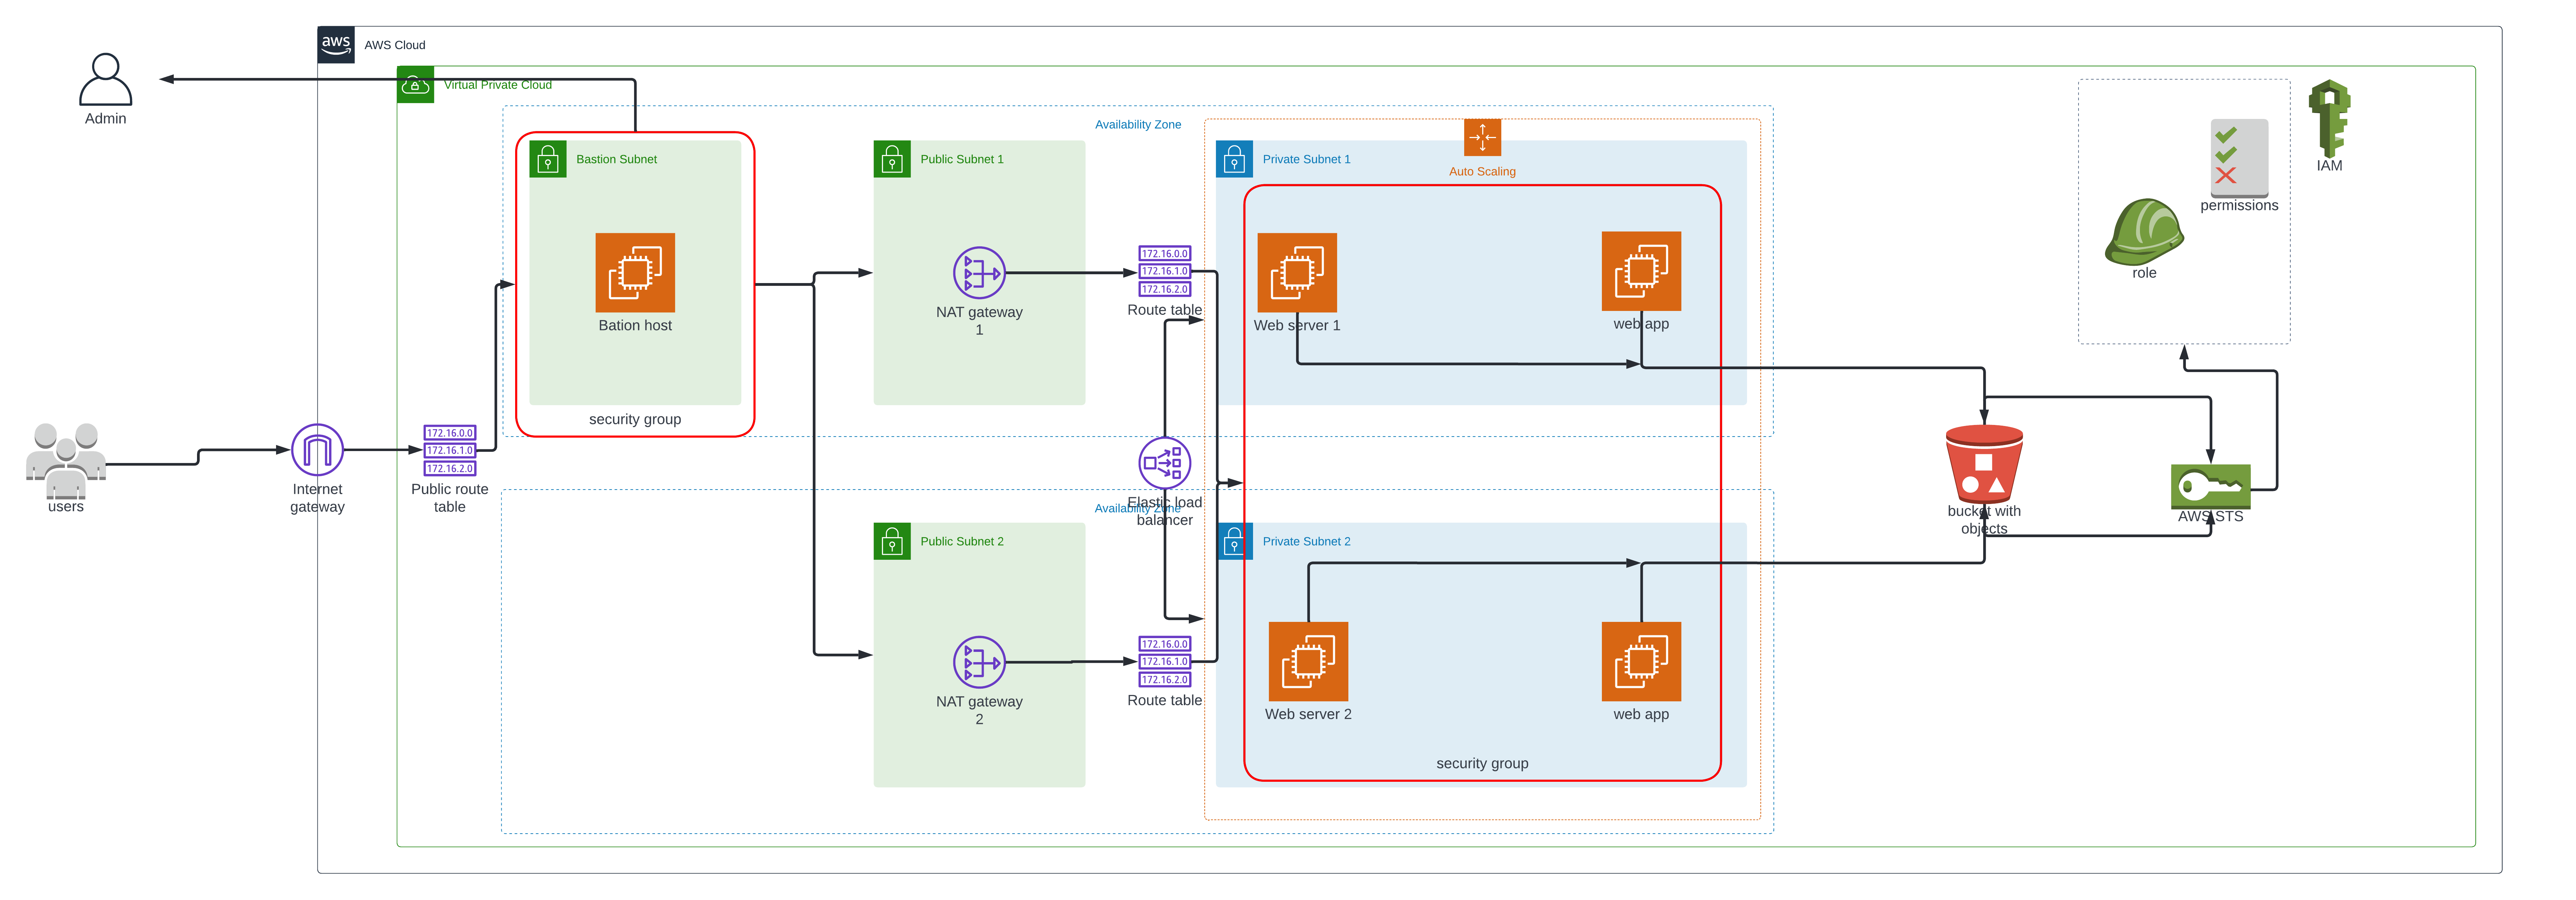 aws
AWS Cloud
Admin
Virtual Private Cloud
Availability Zone
Bastion Subnet
Public Subnet 1
Private Subnet 1
Auto Scaling
IAM
permissions
role
172.16.0.0
172.16.1.0
172.16.2.0
Route table
NAT gateway
1
Bation host
Web server 1
web app
security group
172.16.0.0
172.16.1.0
172.16.2.0
users
Internet
gateway
Public route
table
Elastic load
balancer
Availability Zone
bucket with
objects
AWS STS
Public Subnet 2
Private Subnet 2
172.16.0.0
172.16.1.0
172.16.2.0
Route table
NAT gateway
2
Web server 2
web app
security group